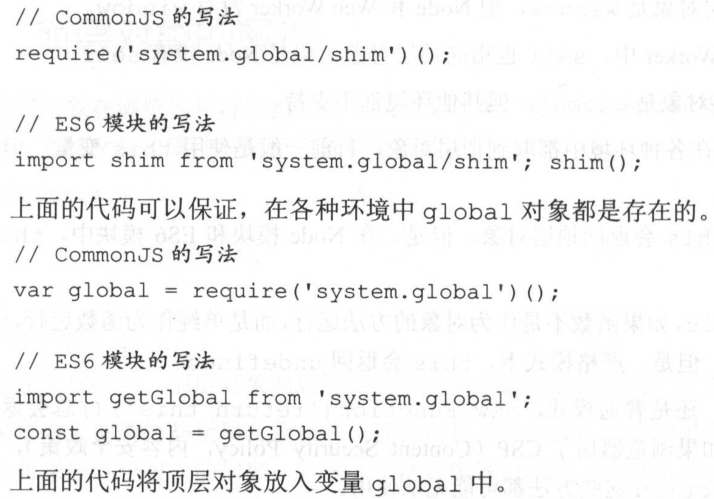 // CommonJS 的写法
require('system.global/shim')();
// ES6 模块的写法
import shim from 'system.global/shim'; shim();
上面的代码可以保证，在各种环境中 global 对象都是存在的。
// CommonJS 的写法
var global = require('system.global')();
// ES6 模块的写法
import getGlobal from 'system.global';
const global = getGlobal();
上面的代码将顶层对象放入变量 global 中。